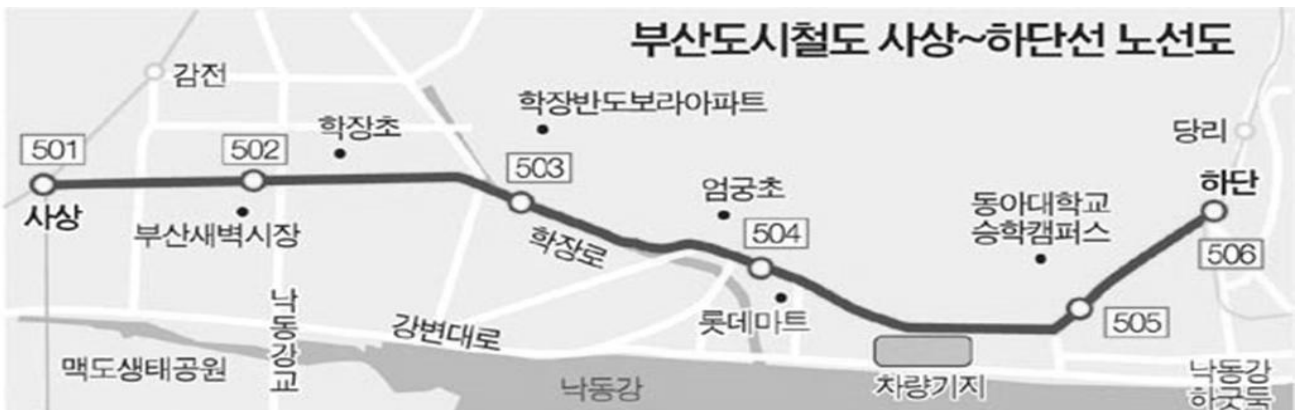 부산도시철도 사상~하단선 노선도
감전
학장반도보라아파트
학장초
당리
501
502
503
사상
부산새벽시장
학장로
엄궁초
504
롯데마트
동아대학교
승학캠퍼스
하단
506
505
낙동강교
강변대로
맥도생태공원
낙동강
차량기지
낙동강
하굿둑